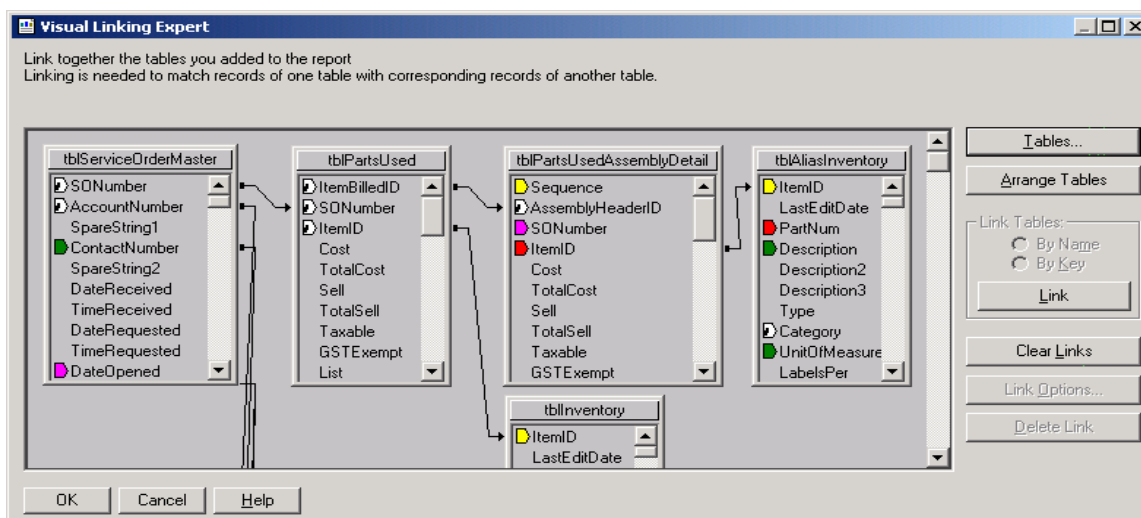 Visual Linking Expert
Link together the tables you added to the report
Linking is needed to match records of one table with corresponding records of another table.
tblServiceOrderMaster
SONumber
AccountNumber
SpareString1
ContactNumber
SpareString2
DateReceived
TimeReceived
DateRequested
TimeRequested
DateOpened
tblPartsUsed
ItemBilledID
SONumber
ItemID
Cost
TotalCost
Sell
TotalSell
Taxable
GSTExempt
List
tblPartsUsedAssemblyDetail
Sequence
AssemblyHeaderID
SONumber
ItemID
Cost
TotalCost
Sell
TotalSell
Taxable
GSTExempt
tblAliasInventory
ItemID
LastEditDate
PartNum
Description
Description2
Description3
Type
Category
UnitOfMeasure
LabelsPer
tblInventory
ItemID
LastEditDate
Tables...
Arrange Tables
Link Tables:
By Name
By Key
Link
Clear Links
Link Options...
Delete Link
OK
Cancel
Help